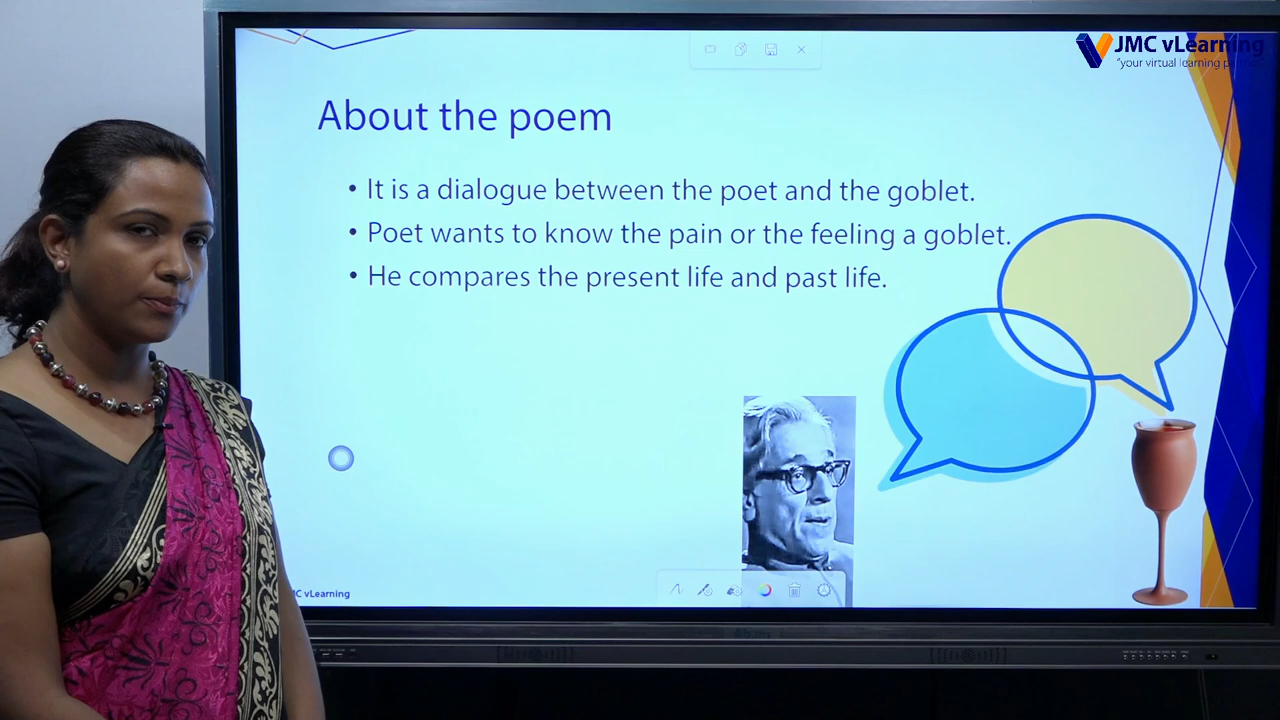 JMC vLearning
"your virtual learning
About the poem
• It is a dialogue between the poet and the goblet.
• Poet wants to know the pain or the feeling a goblet.
• He compares the present life and past life.
C vLearning